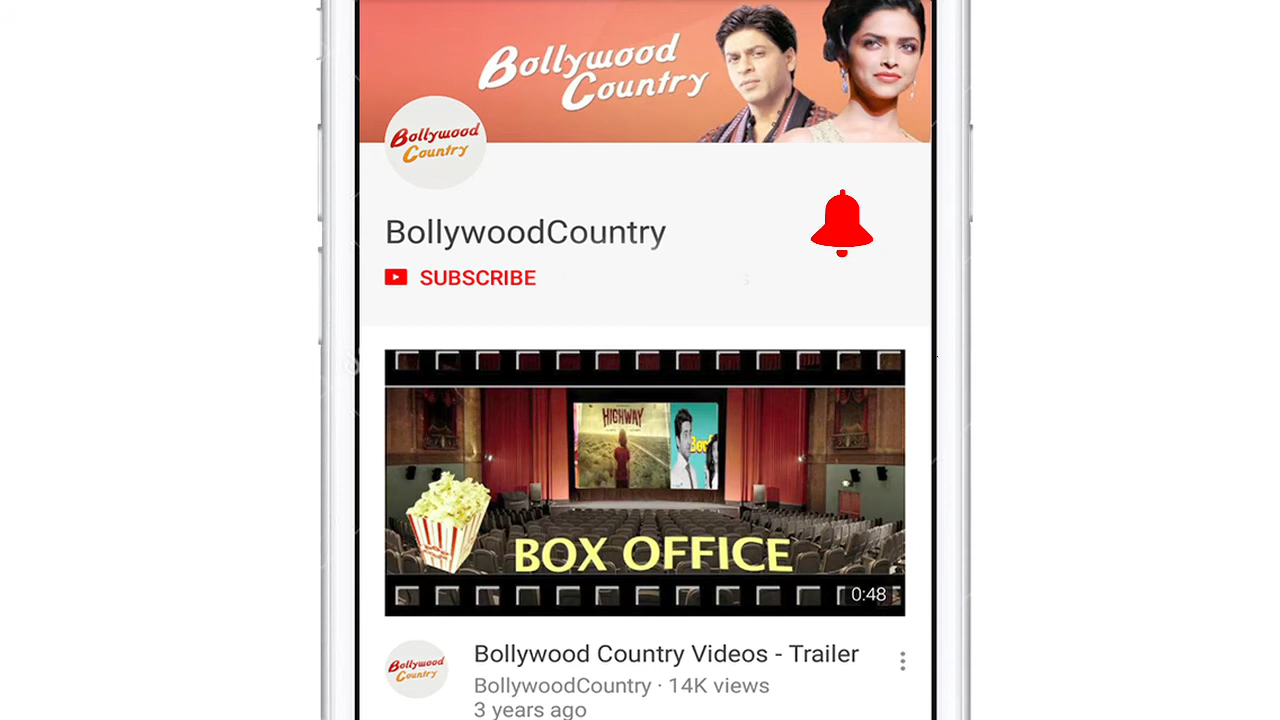 Bollywood
Country
Bollywood
Country
BollywoodCountry
SUBSCRIBE
HIGHWAY
BOX OFFICE
0:48
Bollywood
Country
Bollywood Country Videos - Trailer
BollywoodCountry · 14K views
3 years ago